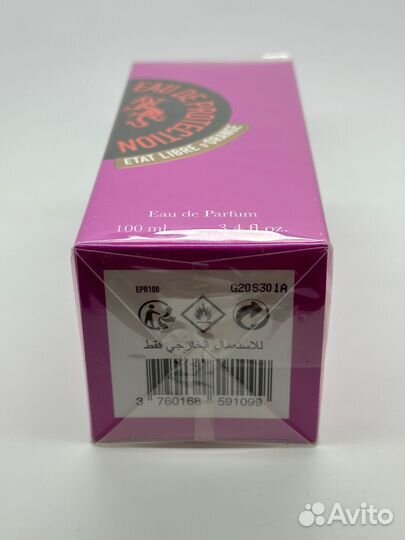 EAU DE PROTECTION
ETAT LIBRE D'ORANGE
Eau de Parfum
100 ml 3.4 fl oz.
EPR100 G20S301A
للاستعمال الخارجي فقط
3 760168 591099
Avito